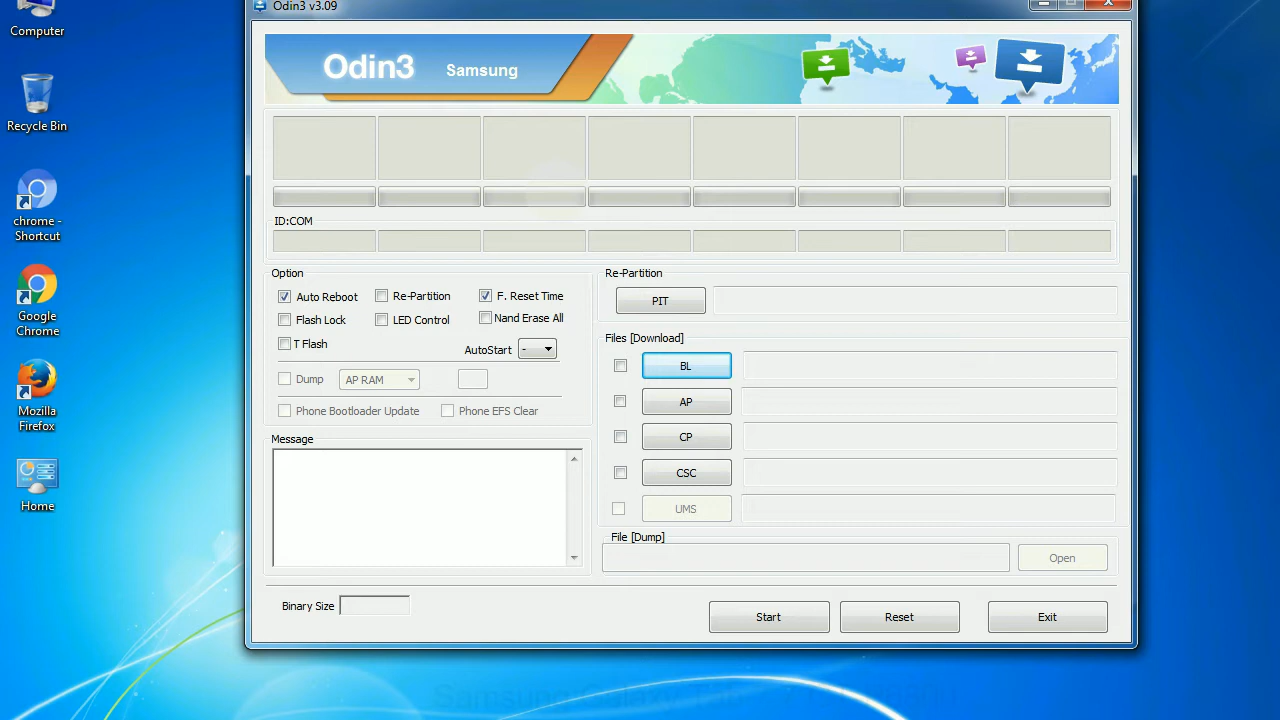 Computer
Recycle Bin
chrome -
Shortcut
Google
Chrome
Mozilla
Firefox
Home
Odin3 v3.09
Odin3 Samsung
ID:COM
Option
Auto Reboot Re-Partition F. Reset Time
Flash Lock LED Control Nand Erase All
T Flash
AutoStart -
Dump AP RAM
Phone Bootloader Update Phone EFS Clear
Message
Re-Partition
PIT
Files [Download]
BL
AP
CP
CSC
UMS
File [Dump]
Open
Binary Size
Start Reset Exit
Samsung Galaxy